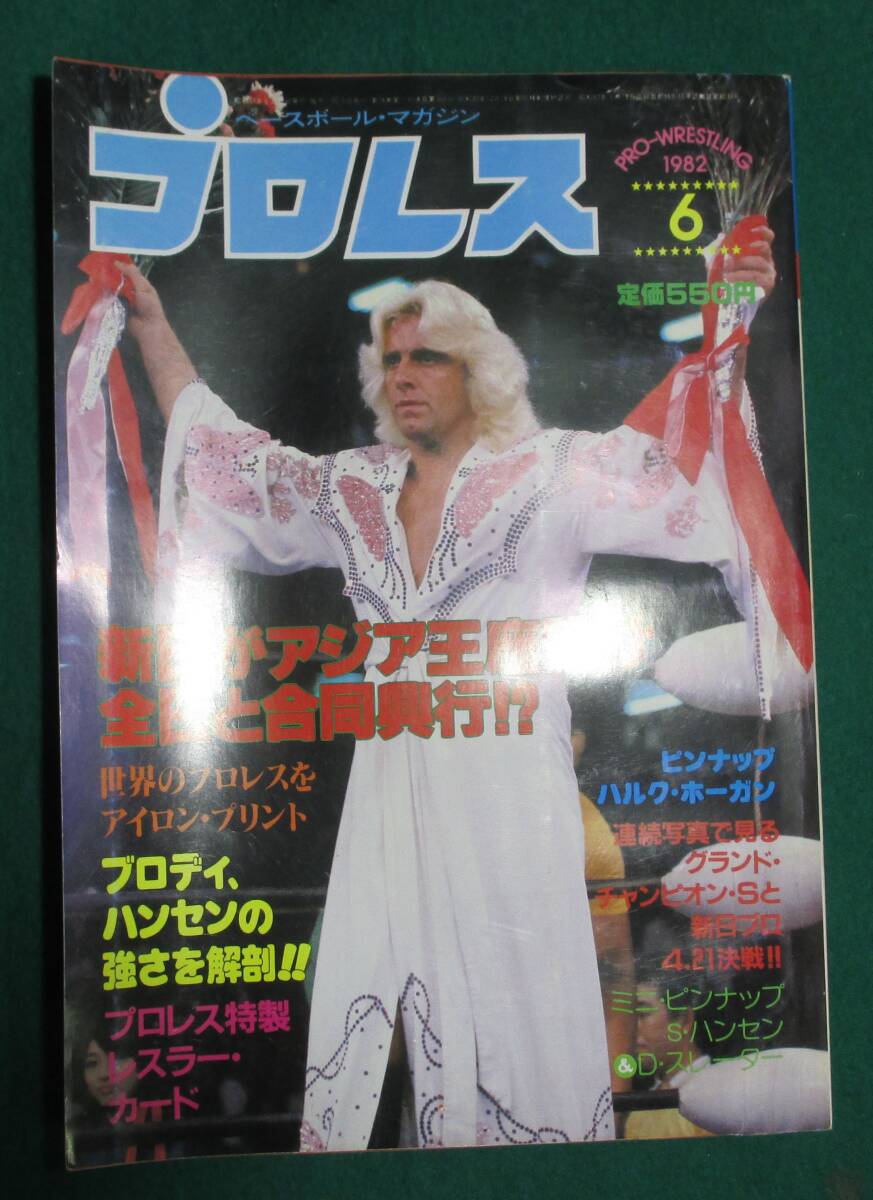 ベースボール・マガジン
プロレス
PRO-WRESTLING
1982
6
定価550円
新日がアジア王座
全日と合同興行!?
世界のプロレスを
アイロン・プリント
ブロディ、
ハンセンの
強さを解剖!!
プロレス特製
レスラー・
カード
ピンナップ
ハルク・ホーガン
連続写真で見る
グランド・
チャンピオン・Sと
新日プロ
4.21決戦!!
ミニ・ピンナップ
S・ハンセン
&D・スレーター